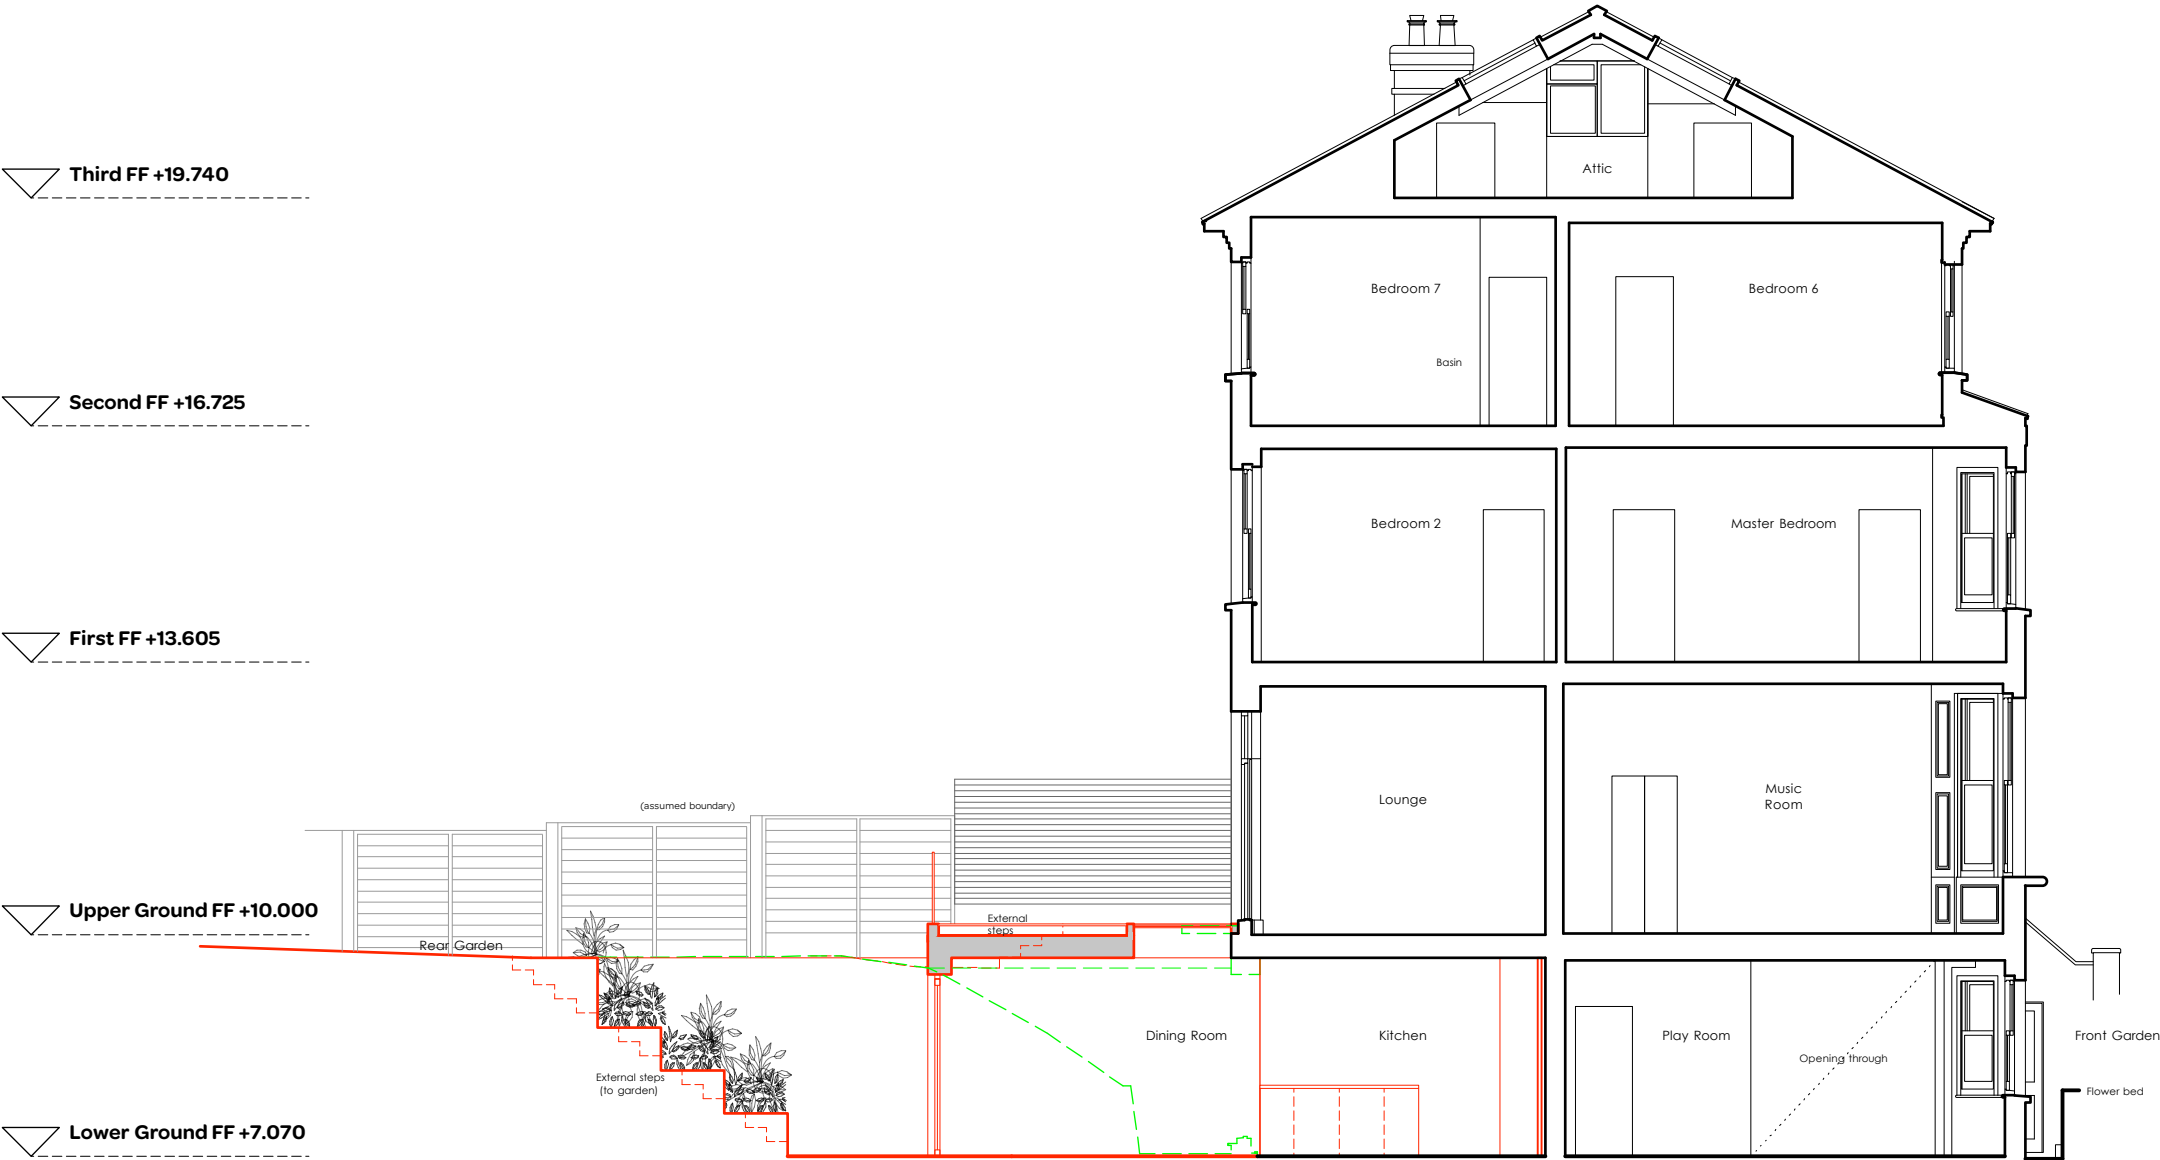 Third FF +19.740
Attic
Bedroom 7
Bedroom 6
Basin
Second FF +16.725
Bedroom 2
Master Bedroom
First FF +13.605
Lounge
Music
Room
(assumed boundary)
Upper Ground FF +10.000
External
steps
Rear Garden
Dining Room
Kitchen
Play Room
Front Garden
Opening through
External steps
(to garden)
Flower bed
Lower Ground FF +7.070